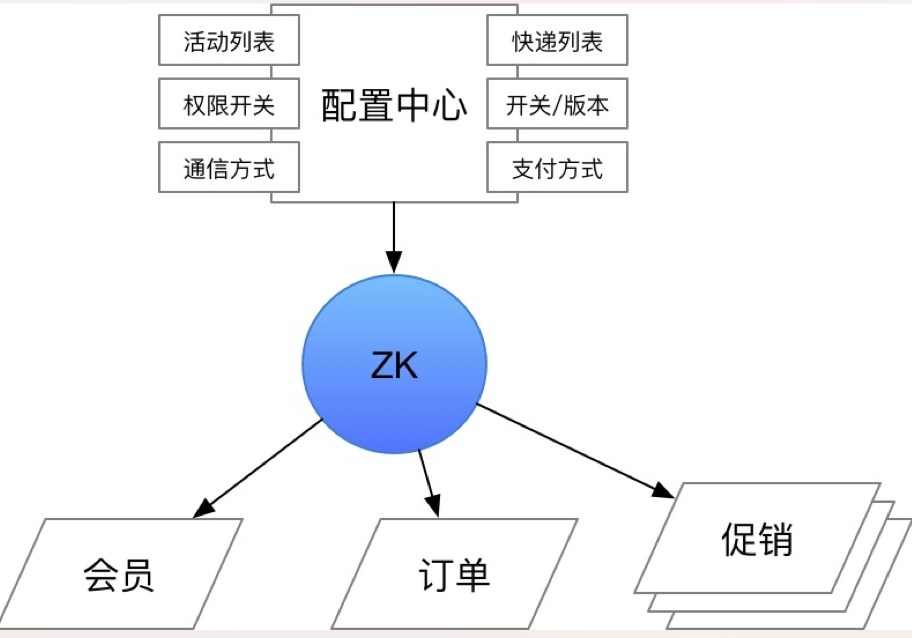 活动列表
快递列表
权限开关
配置中心
开关/版本
通信方式
支付方式
ZK
会员
订单
促销